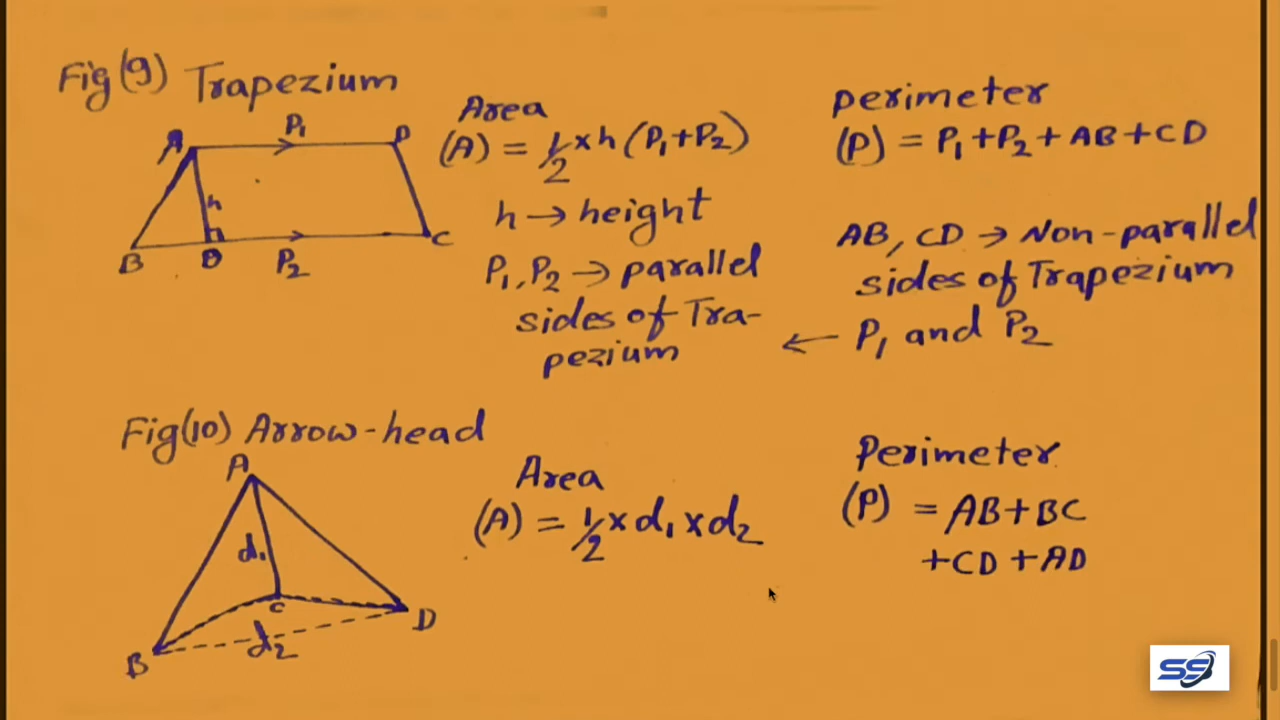 Fig(9) Trapezium
A
P1
D
h
B
D
P2
C
Area
(A) = 1/2 × h (P1 + P2)
h → height
P1, P2 → parallel
sides of Tra-
pezium
perimeter
(P) = P1 + P2 + AB + CD
AB, CD → Non-parallel
sides of Trapezium
← P1 and P2
Fig(10) Arrow-head
A
d1
C
D
d2
B
Area
(A) = 1/2 × d1 × d2
Perimeter
(P) = AB + BC
+ CD + AD
SS